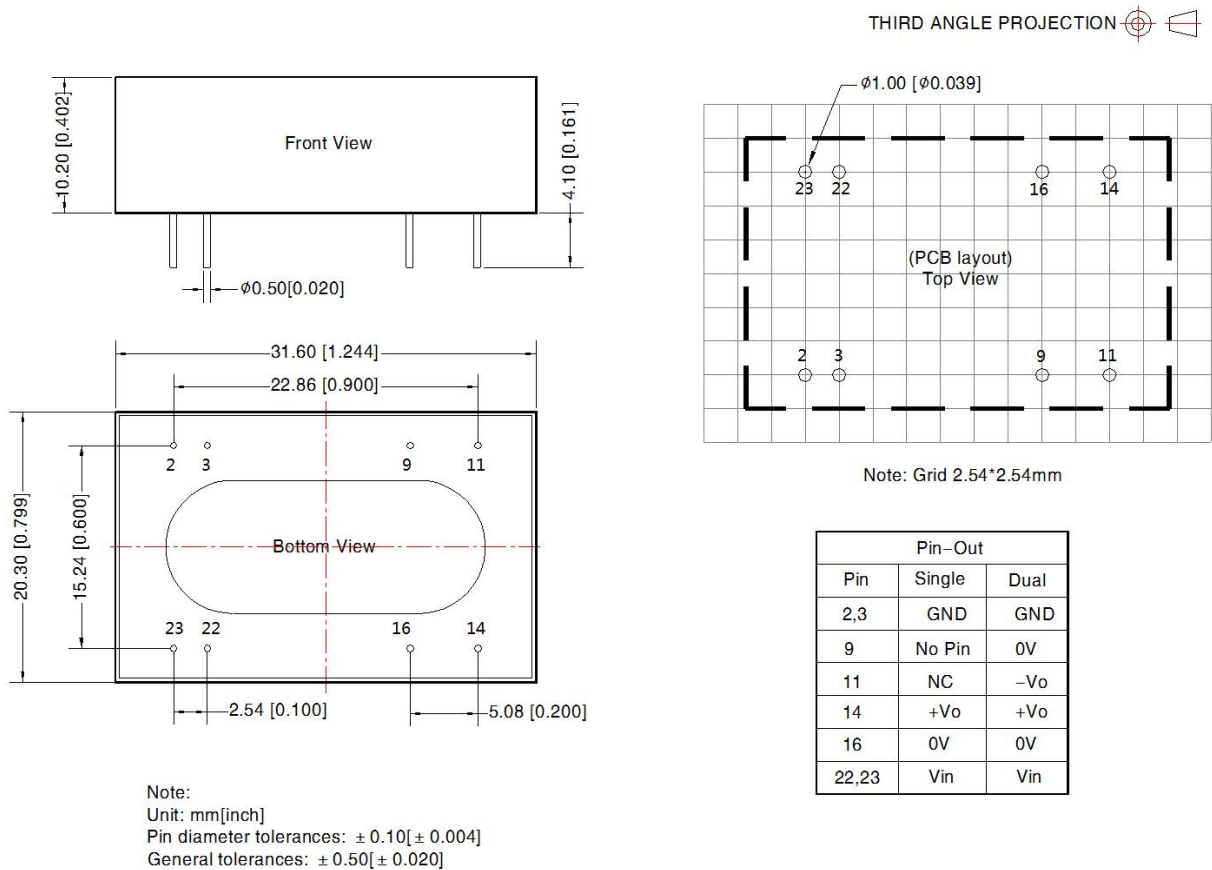 THIRD ANGLE PROJECTION
10.20 [0.402]
Front View
4.10 [0.161]
ϕ0.50[0.020]
ϕ1.00 [ϕ0.039]
23 22 16 14
(PCB layout)
Top View
2 3 9 11
Note: Grid 2.54*2.54mm
31.60 [1.244]
22.86 [0.900]
2 3 9 11
20.30 [0.799]
15.24 [0.600]
Bottom View
23 22 16 14
2.54 [0.100]
5.08 [0.200]
Pin-Out
Pin Single Dual
2,3 GND GND
9 No Pin 0V
11 NC -Vo
14 +Vo +Vo
16 0V 0V
22,23 Vin Vin
Note:
Unit: mm[inch]
Pin diameter tolerances: ± 0.10[± 0.004]
General tolerances: ± 0.50[± 0.020]